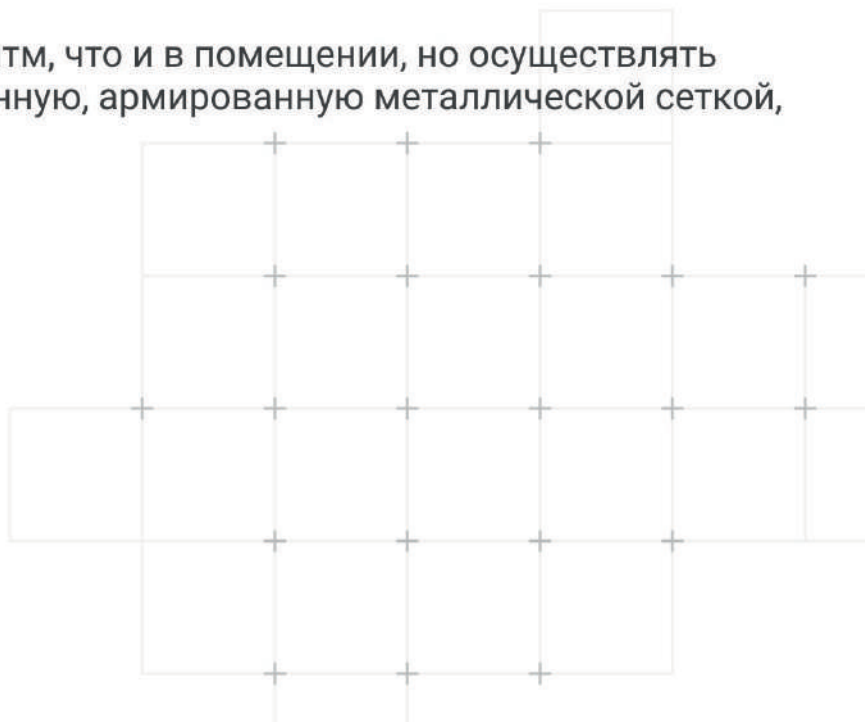 тм, что и в помещении, но осуществлять
нную, армированную металлической сеткой,